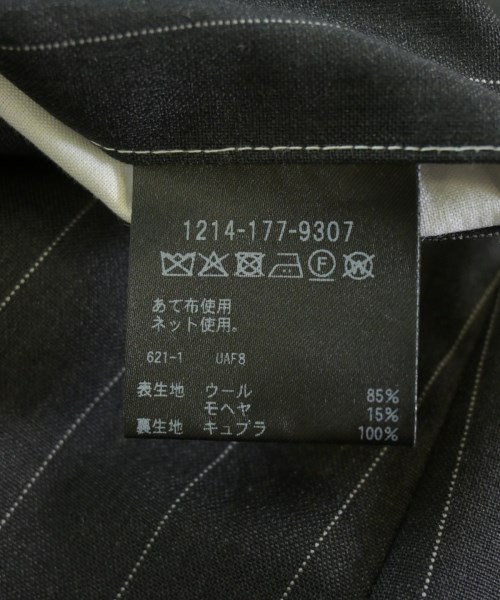 1214-177-9307
あて布使用
ネット使用。
621-1 UAF8
表生地 ウール 85%
モヘヤ 15%
裏生地 キュプラ 100%